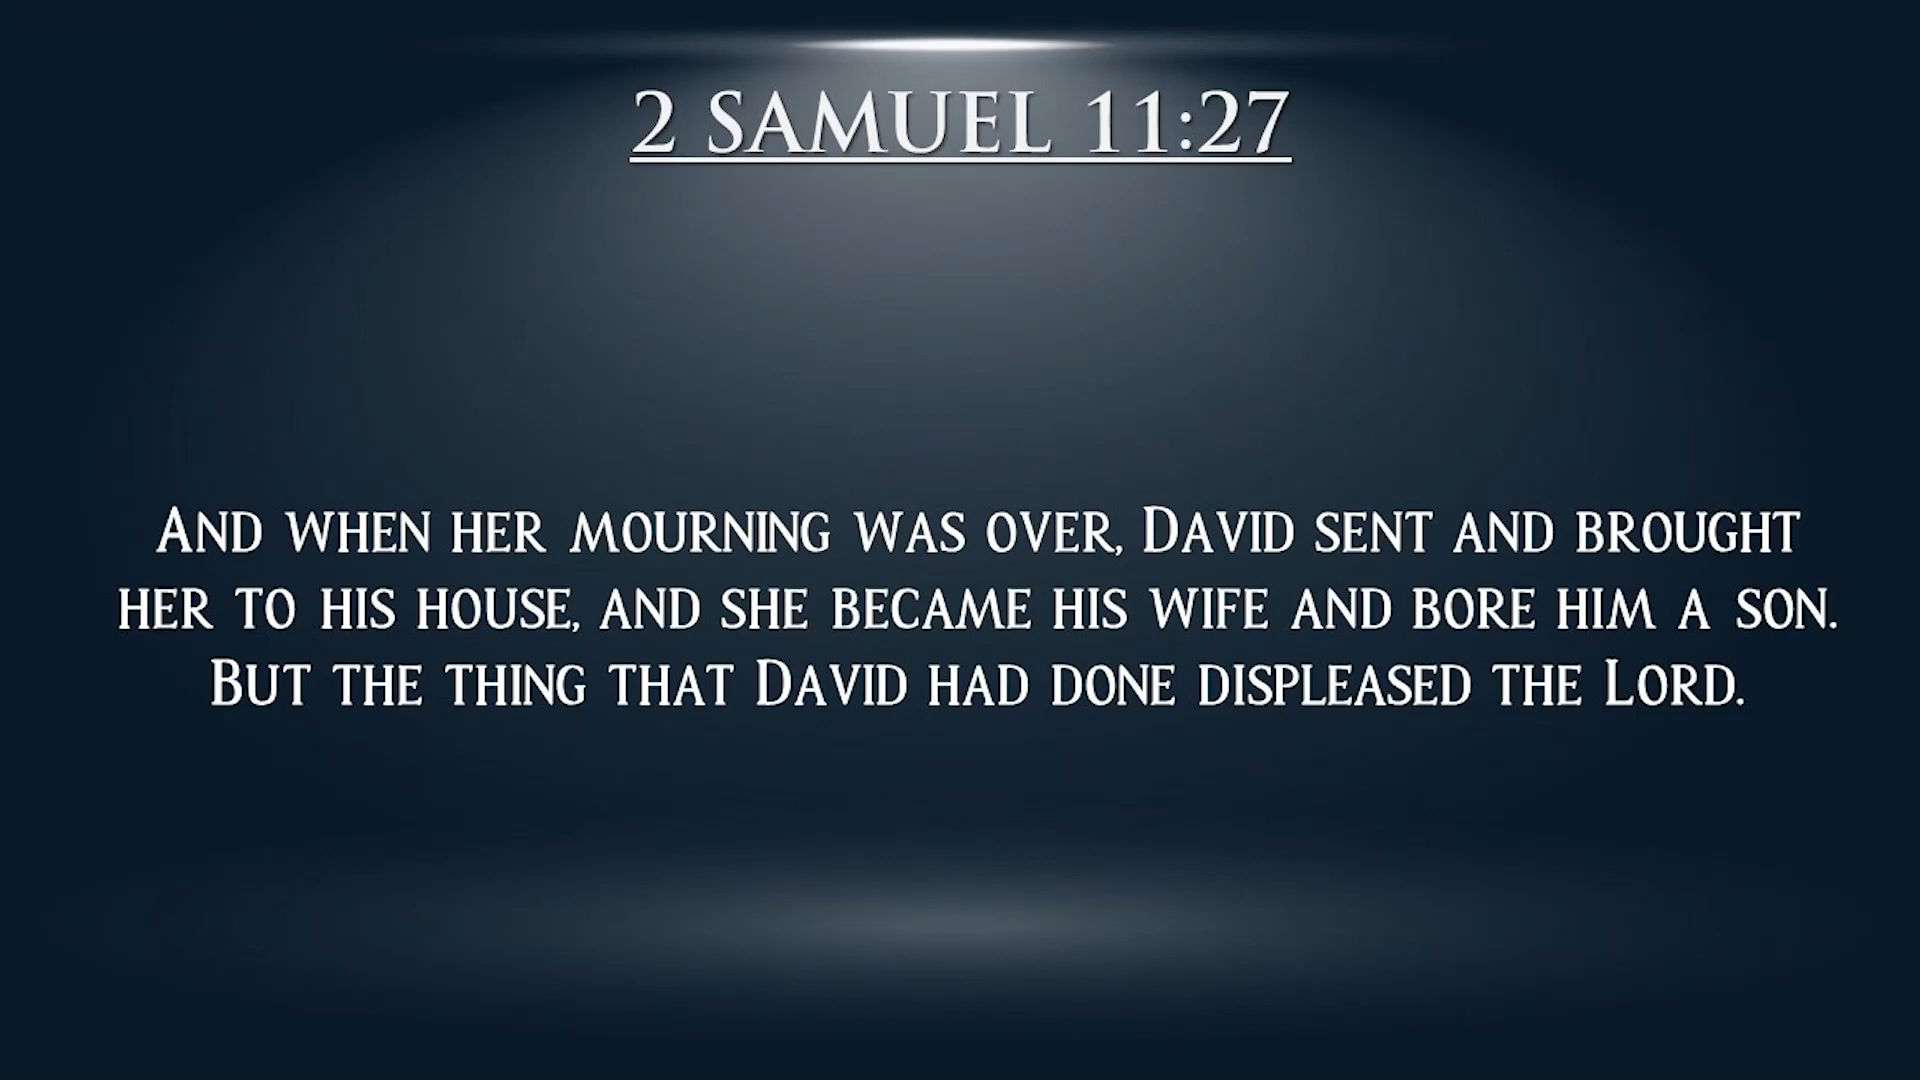 2 SAMUEL 11:27
And when her mourning was over, David sent and brought
her to his house, and she became his wife and bore him a son.
But the thing that David had done displeased the Lord.